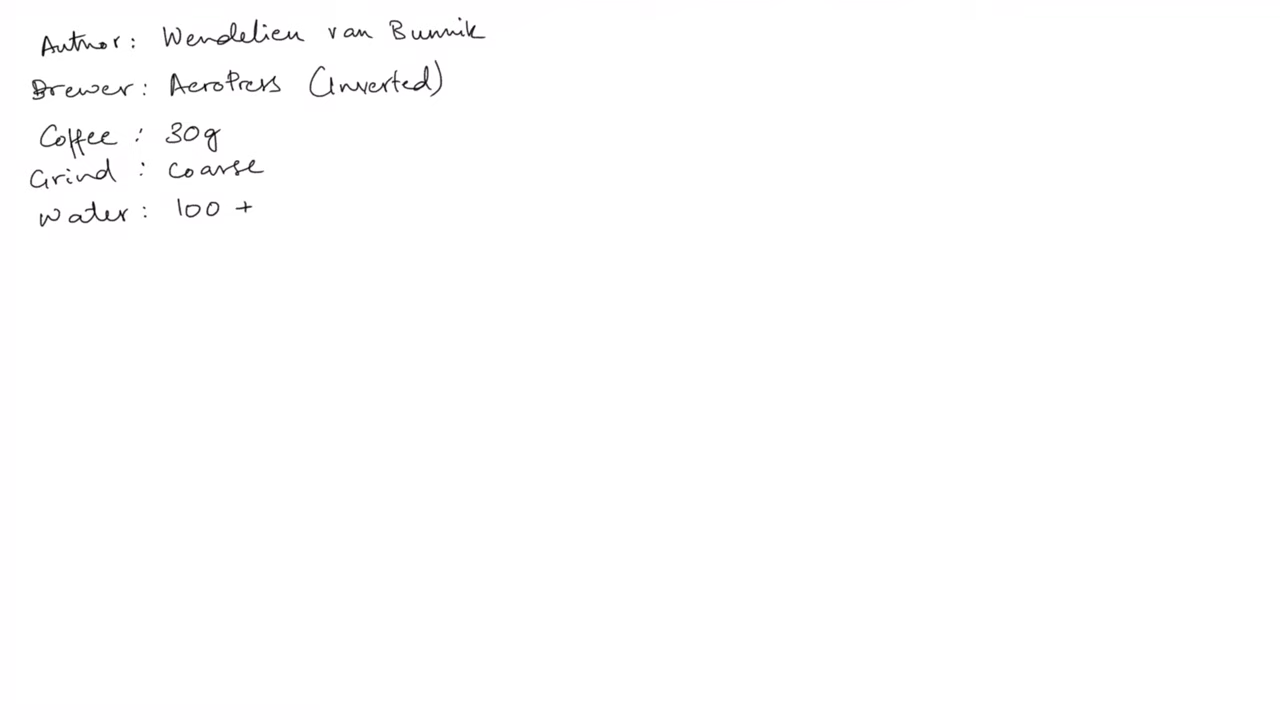 Author: Wendelien van Bunnik
Brewer: AeroPress (Inverted)
Coffee: 30g
Grind: coarse
Water: 100 +